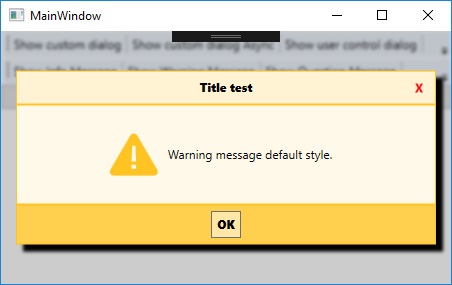 MainWindow
Show custom dialog Show custom dialog Async Show user control dialog
Show Info Message Show Warning Message Show Question Message
Title test X
Warning message default style.
OK